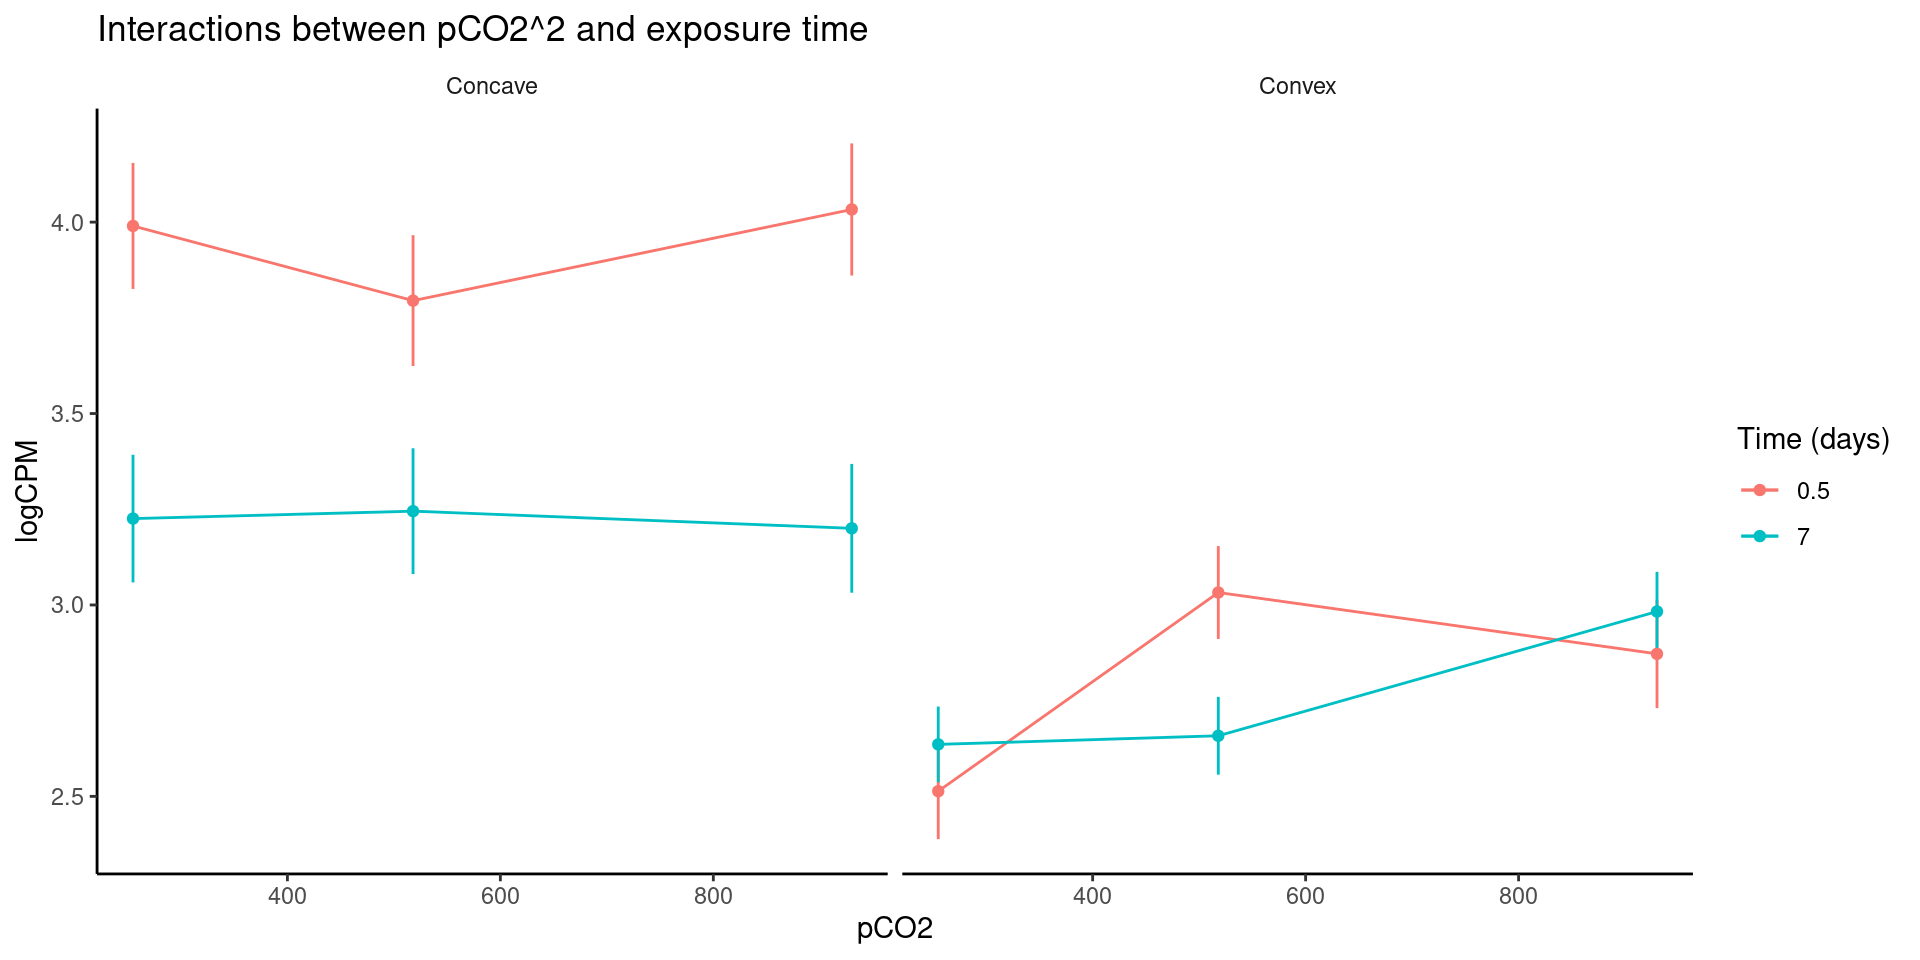 Interactions between pCO2^2 and exposure time
Concave
Convex
logCPM
4.0
3.5
3.0
2.5
400
600
800
400
600
800
pCO2
Time (days)
0.5
7